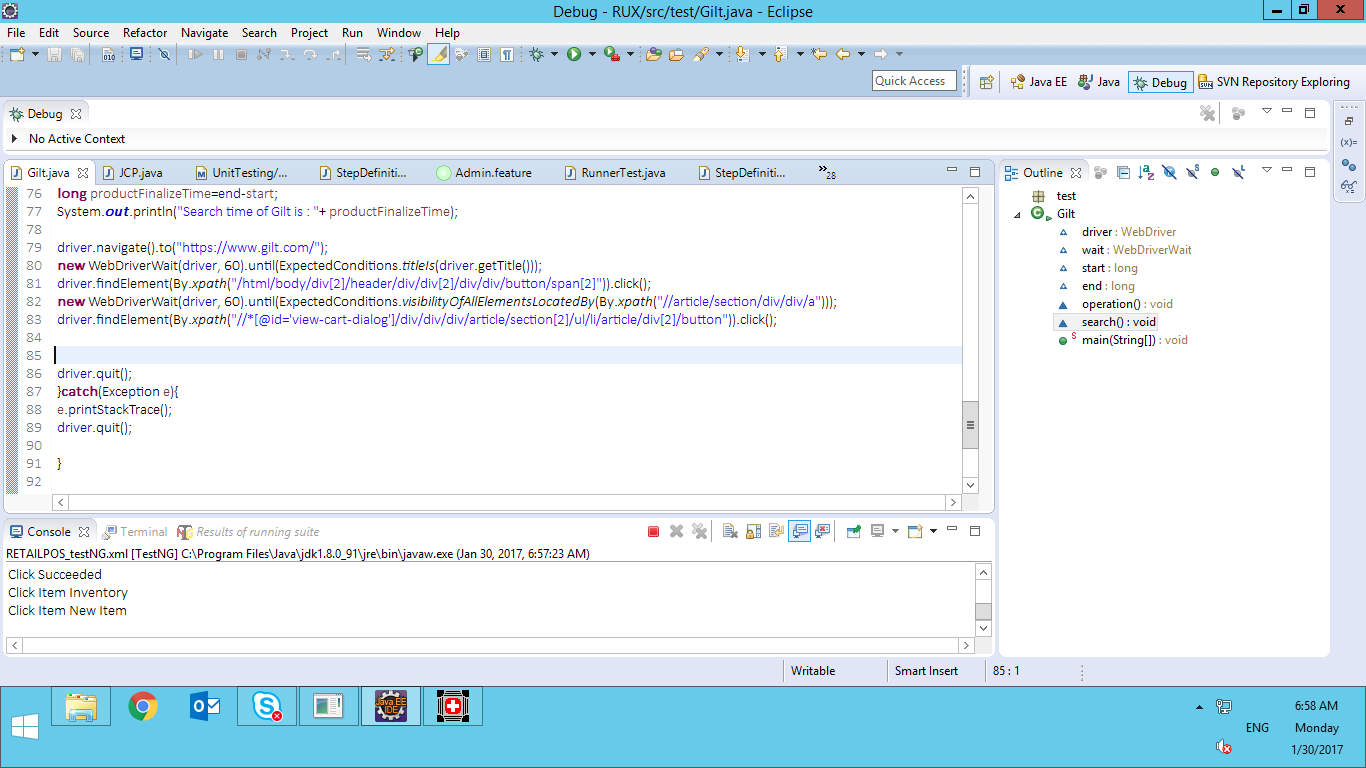 Debug - RUX/src/test/Gilt.java - Eclipse
File Edit Source Refactor Navigate Search Project Run Window Help
Quick Access
Java EE Java Debug SVN Repository Exploring
Debug
No Active Context
Gilt.java JCP.java UnitTesting/... StepDefiniti... Admin.feature RunnerTest.java StepDefiniti... »28
76 long productFinalizeTime=end-start;
77 System.out.println("Search time of Gilt is : "+ productFinalizeTime);
78
79 driver.navigate().to("https://www.gilt.com/");
80 new WebDriverWait(driver, 60).until(ExpectedConditions.titleIs(driver.getTitle()));
81 driver.findElement(By.xpath("/html/body/div[2]/header/div/div[2]/div/div/button/span[2]")).click();
82 new WebDriverWait(driver, 60).until(ExpectedConditions.visibilityOfAllElementsLocatedBy(By.xpath("//article/section/div/div/a")));
83 driver.findElement(By.xpath("//*[@id='view-cart-dialog']/div/div/div/article/section[2]/ul/li/article/div[2]/button")).click();
84
85
86 driver.quit();
87 }catch(Exception e){
88 e.printStackTrace();
89 driver.quit();
90
91 }
92
Outline
test
Gilt
driver : WebDriver
wait : WebDriverWait
start : long
end : long
operation() : void
search() : void
main(String[]) : void
Console Terminal Results of running suite
RETAILPOS_testNG.xml [TestNG] C:\Program Files\Java\jdk1.8.0_91\jre\bin\javaw.exe (Jan 30, 2017, 6:57:23 AM)
Click Succeeded
Click Item Inventory
Click Item New Item
Writable Smart Insert 85 : 1
Java EE
IDE
6:58 AM
ENG Monday
1/30/2017